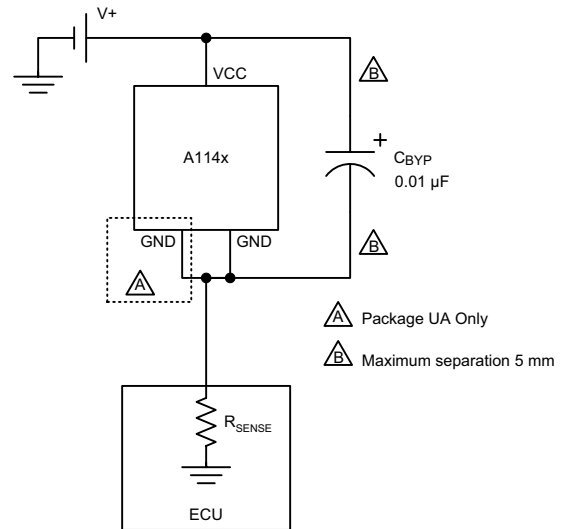 V+
VCC
B
A114x
+
CBYP
0.01 µF
GND GND
B
A
A Package UA Only
B Maximum separation 5 mm
RSENSE
ECU